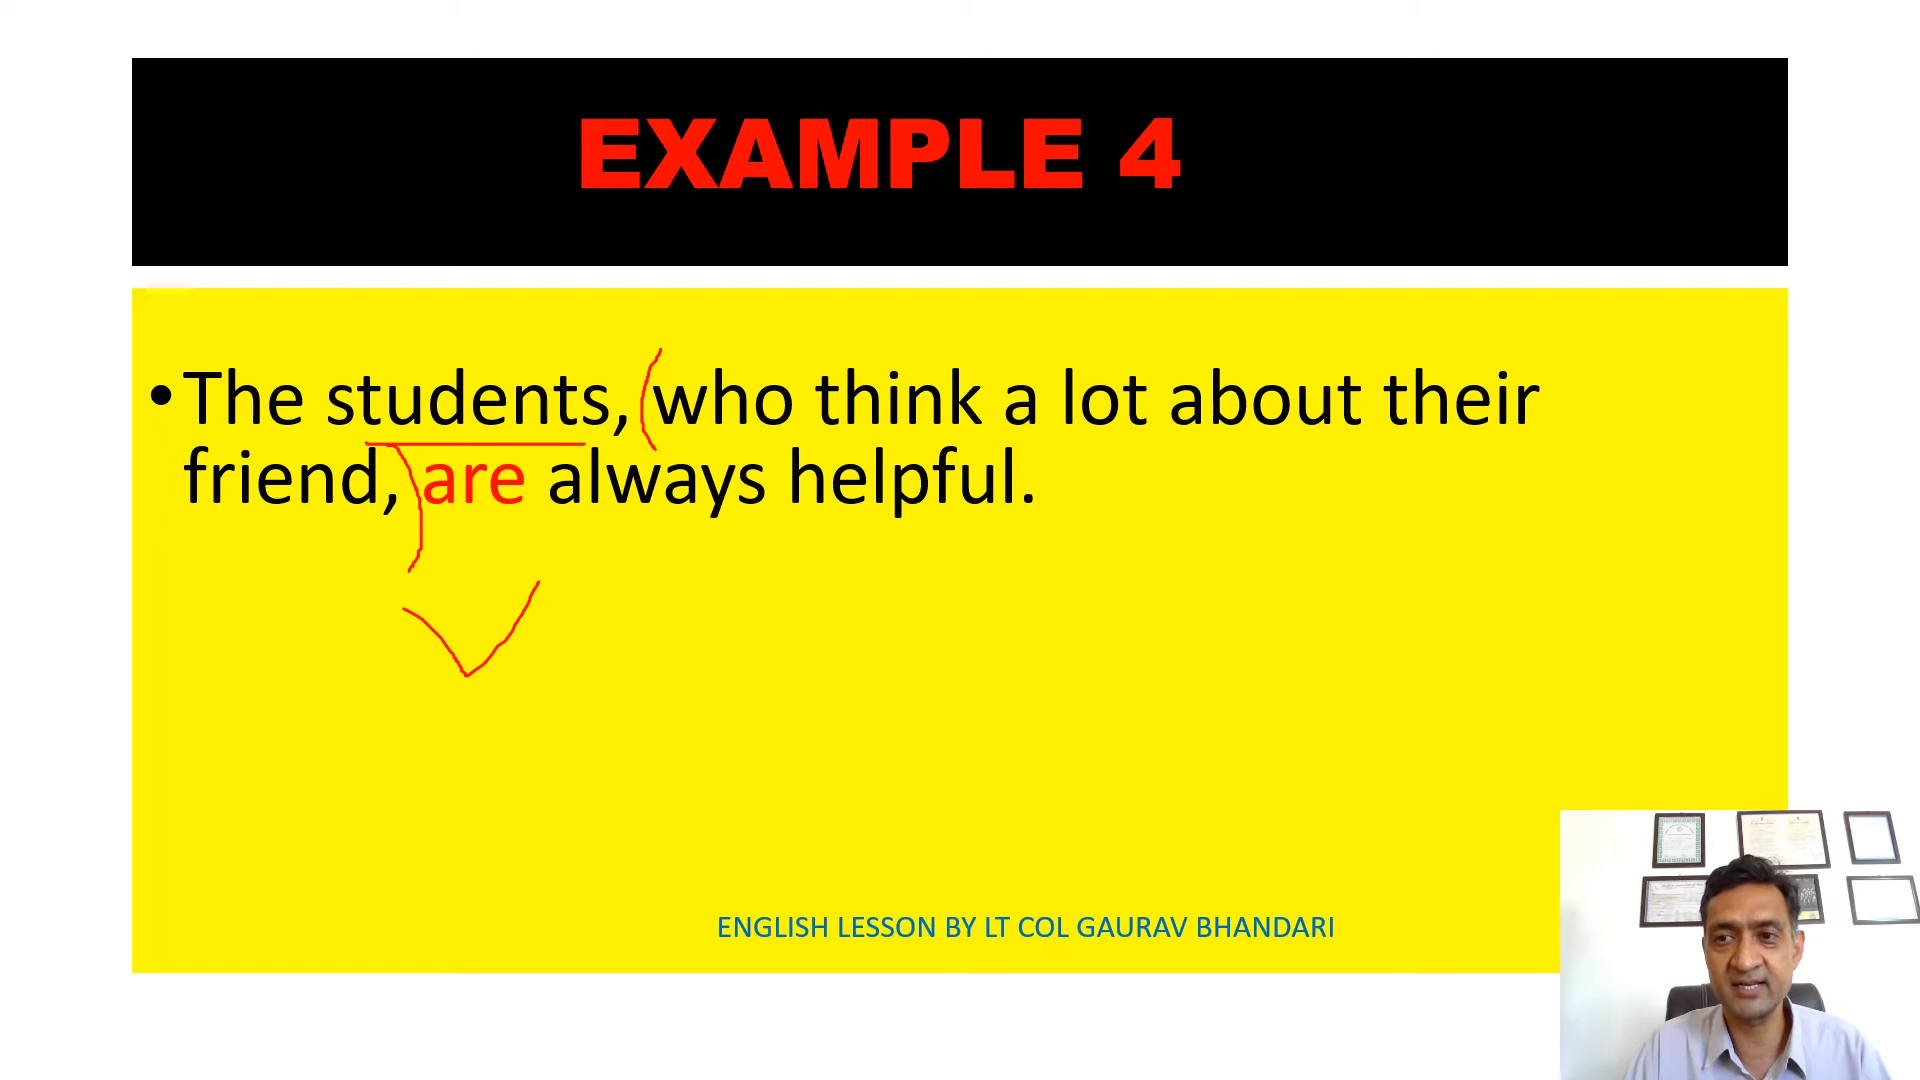 EXAMPLE 4
• The students, who think a lot about their
friend, are always helpful.
ENGLISH LESSON BY LT COL GAURAV BHANDARI